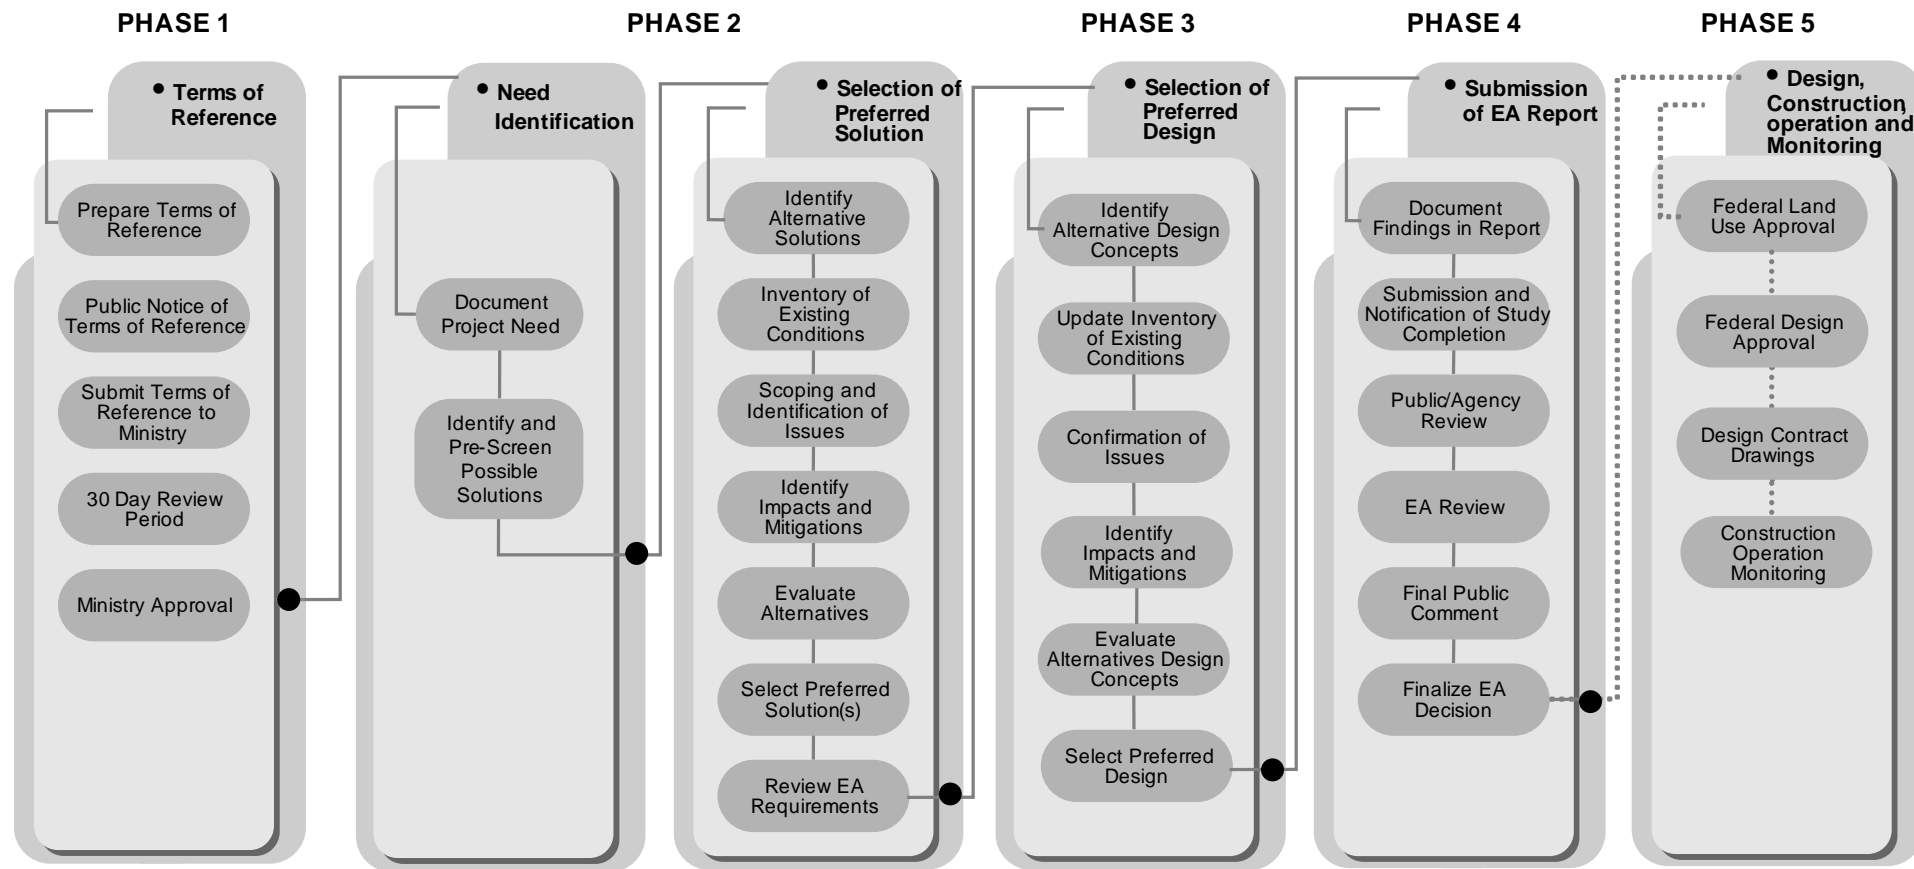 PHASE 1
PHASE 2
PHASE 3
PHASE 4
PHASE 5
• Terms of
Reference
Prepare Terms of
Reference
Public Notice of
Terms of Reference
Submit Terms of
Reference to
Ministry
30 Day Review
Period
Ministry Approval
• Need
Identification
Document
Project Need
Identify and
Pre-Screen
Possible
Solutions
• Selection of
Preferred
Solution
Identify
Alternative
Solutions
Inventory of
Existing
Conditions
Scoping and
Identification of
Issues
Identify
Impacts and
Mitigations
Evaluate
Alternatives
Select Preferred
Solution(s)
Review EA
Requirements
• Selection of
Preferred
Design
Identify
Alternative Design
Concepts
Update Inventory
of Existing
Conditions
Confirmation of
Issues
Identify
Impacts and
Mitigations
Evaluate
Alternatives Design
Concepts
Select Preferred
Design
• Submission
of EA Report
Document
Findings in Report
Submission and
Notification of Study
Completion
Public/Agency
Review
EA Review
Final Public
Comment
Finalize EA
Decision
• Design,
Construction,
operation and
Monitoring
Federal Land
Use Approval
Federal Design
Approval
Design Contract
Drawings
Construction
Operation
Monitoring